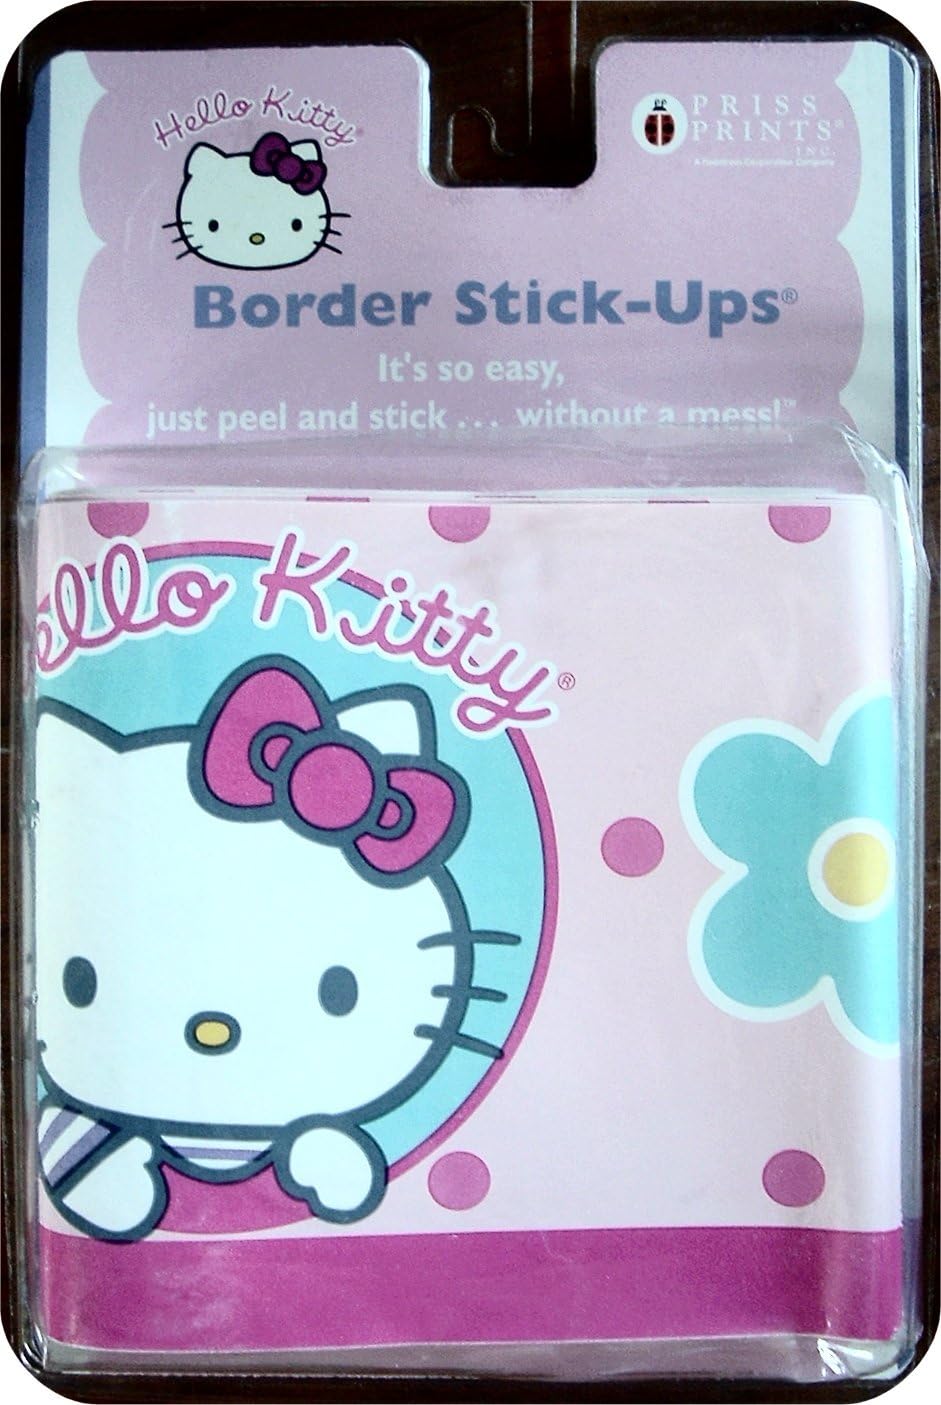 Hello Kitty®
PRISS
PRINTS®
INC.
Border Stick-Ups®
It's so easy,
just peel and stick . . . without a mess!™
ello Kitty®